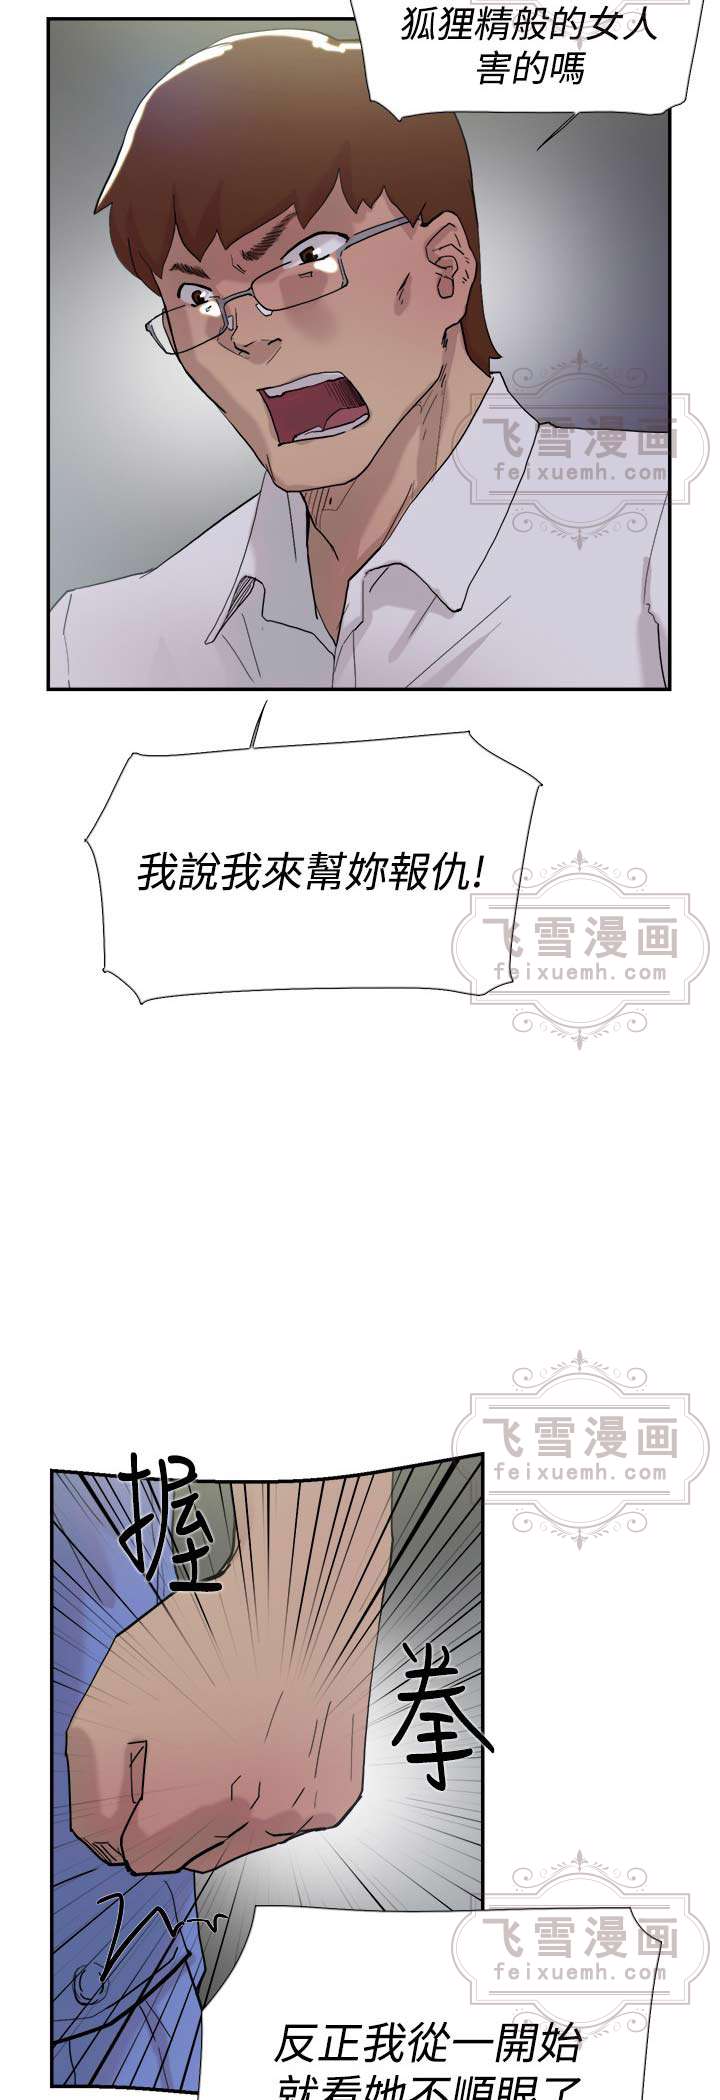 狐狸精般的女人
害的嗎
飞雪漫画
feixuemh.com
我說我來幫妳報仇!
飞雪漫画
feixuemh.com
飞雪漫画
feixuemh.com
握
拳
飞雪漫画
feixuemh.com
反正我從一開始
就看她不順眼了